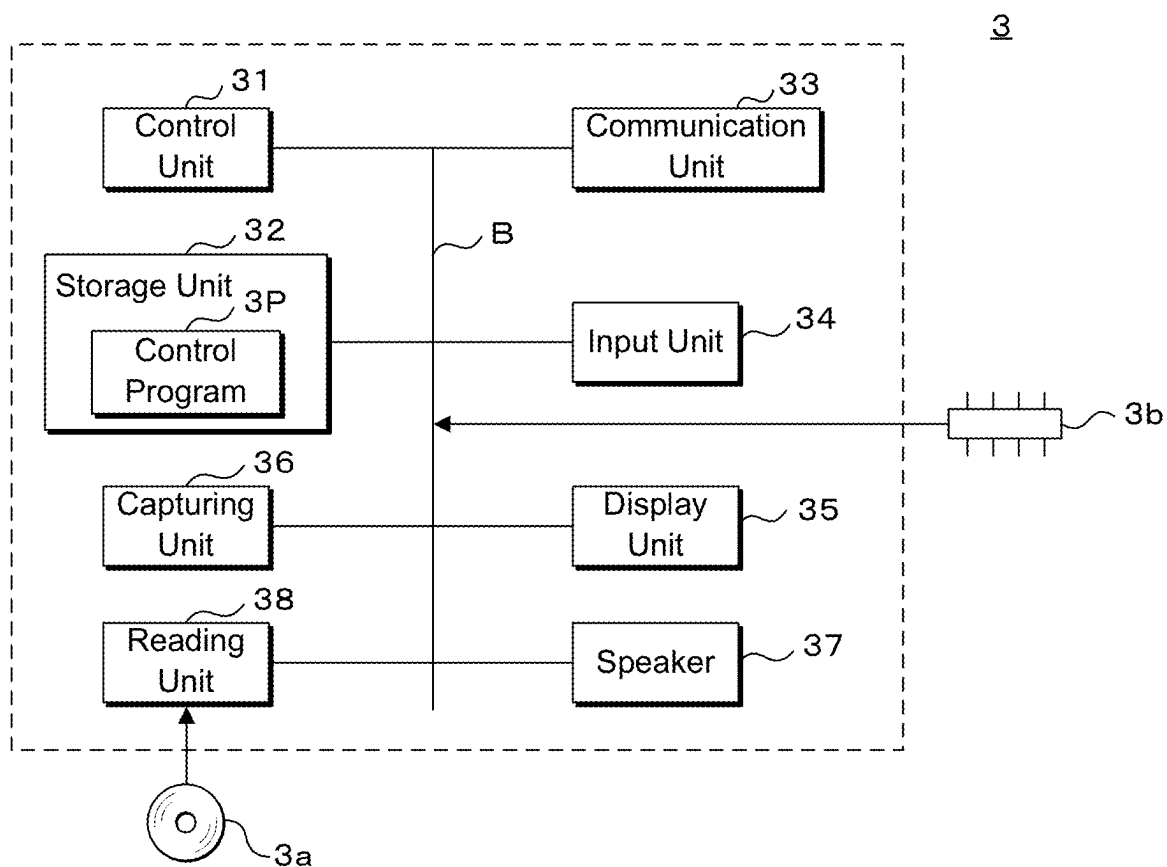 3
31
33
Control
Unit
Communication
Unit
32
B
Storage Unit
3P
Control
Program
34
Input Unit
3b
36
Capturing
Unit
Display
Unit
35
38
Reading
Unit
Speaker
37
3a